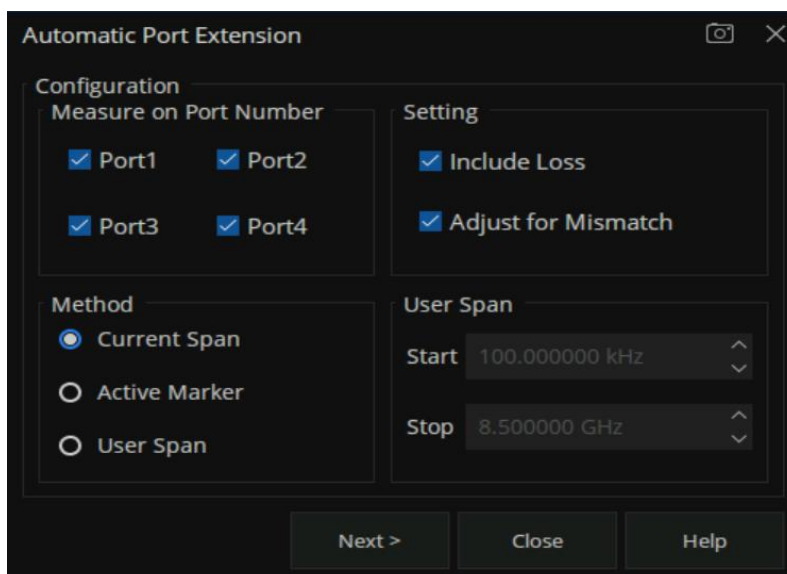 Automatic Port Extension
Configuration
Measure on Port Number
Port1 Port2
Port3 Port4
Setting
Include Loss
Adjust for Mismatch
Method
Current Span
Active Marker
User Span
User Span
Start 100.000000 kHz
Stop 8.500000 GHz
Next > Close Help